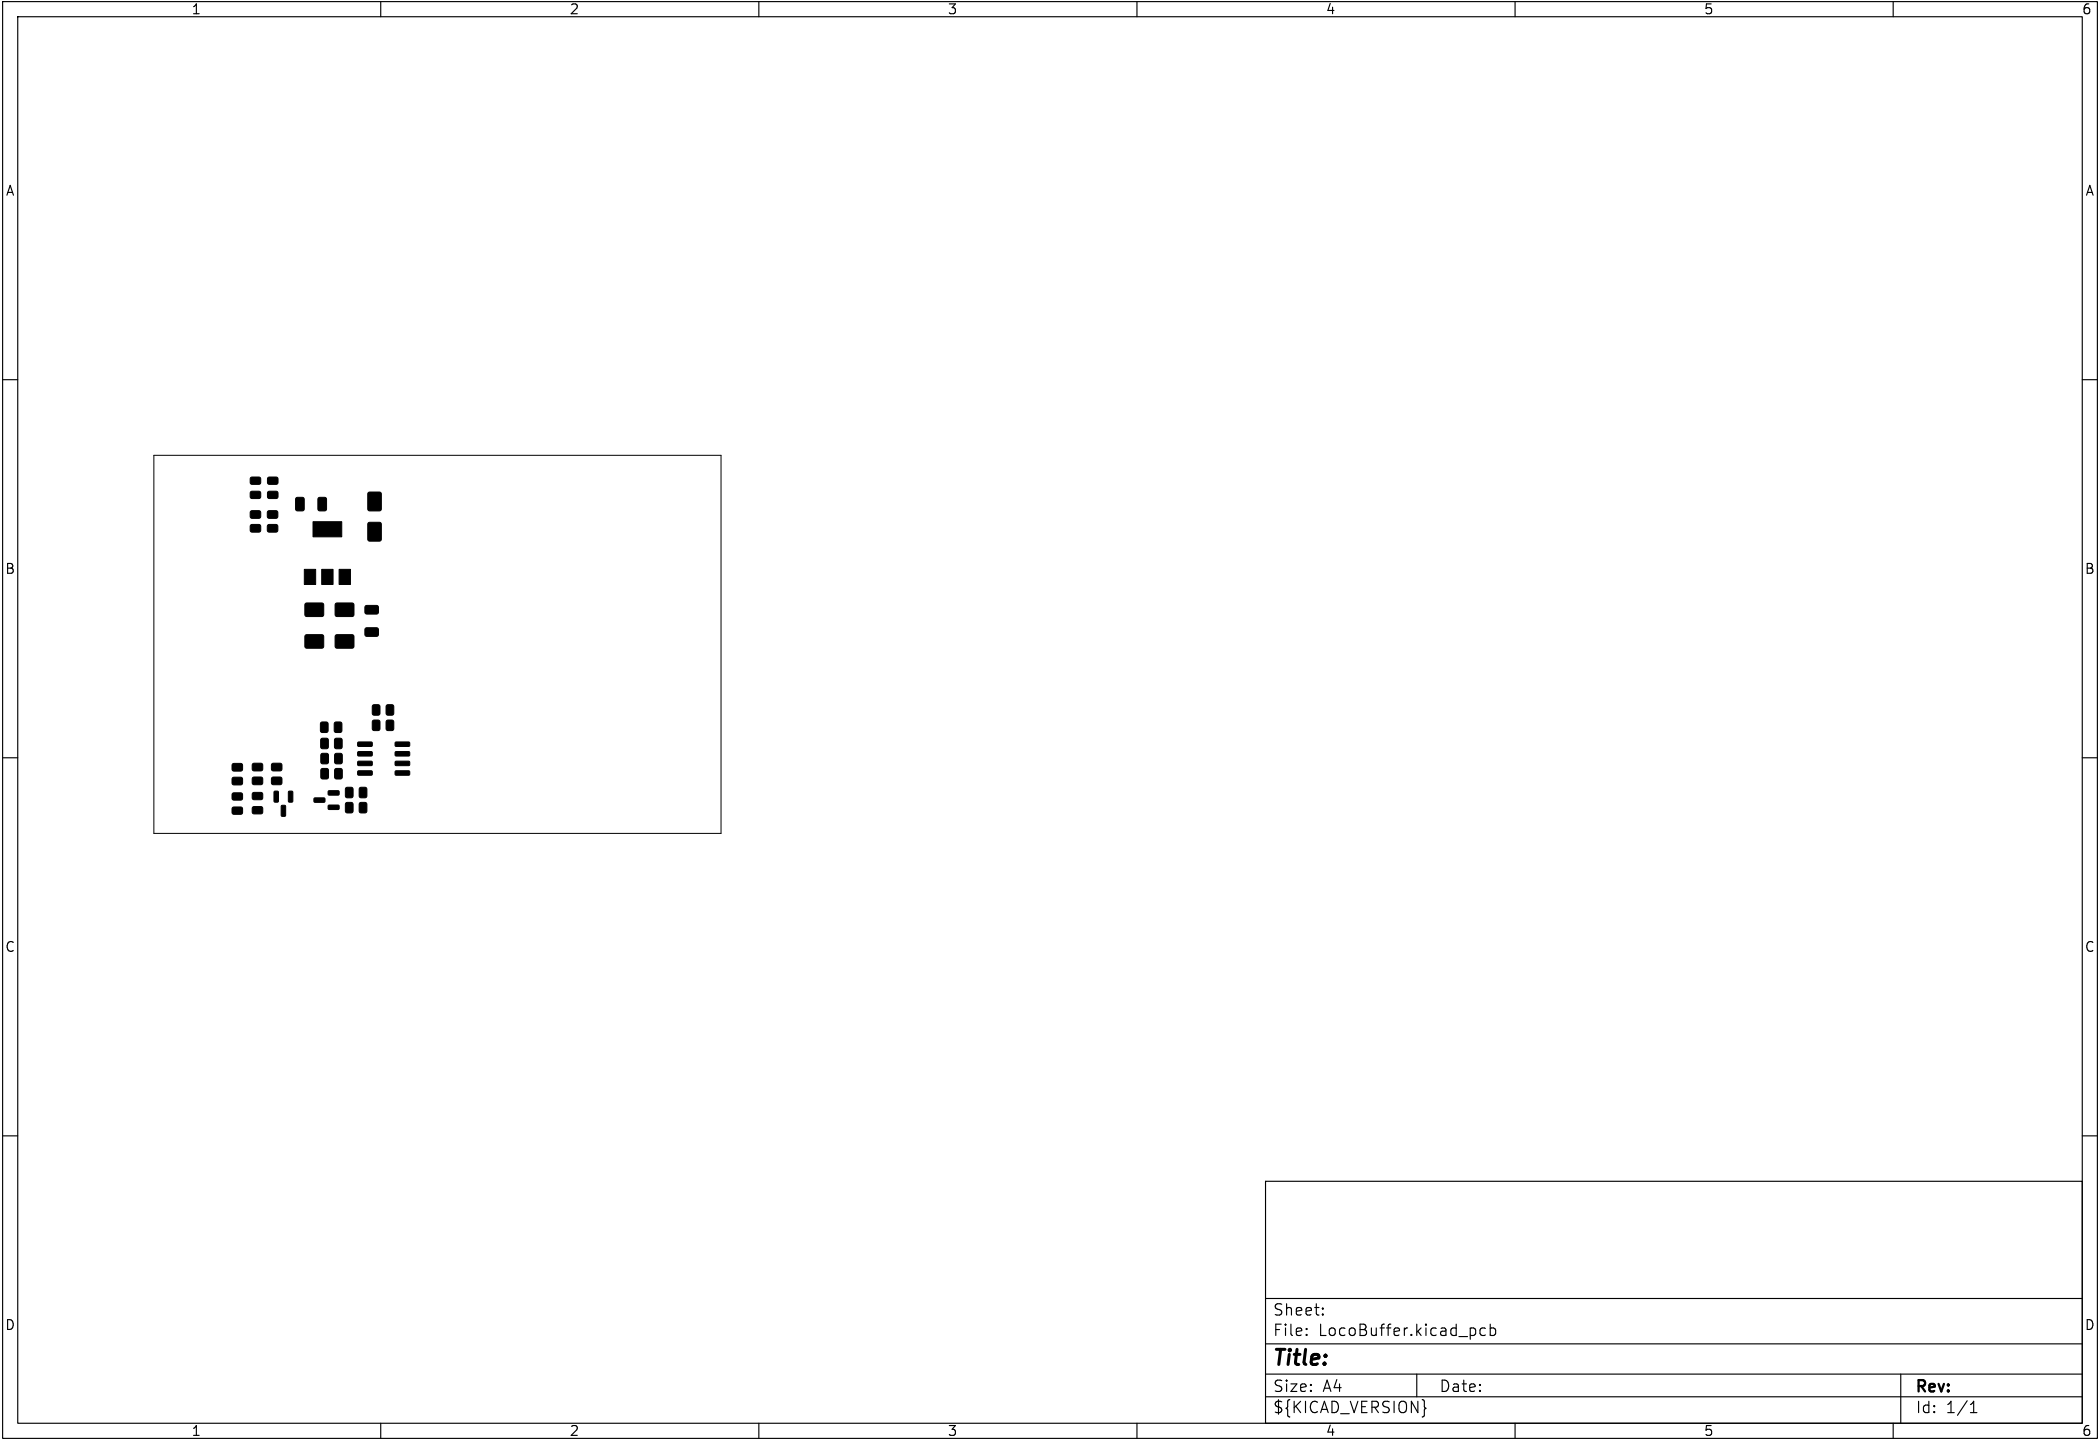 1 2 3 4 5 6
A A
B B
C C
D D
Sheet:
File: LocoBuffer.kicad_pcb
Title:
Size: A4 Date: Rev:
${KICAD_VERSION} Id: 1/1
1 2 3 4 5 6